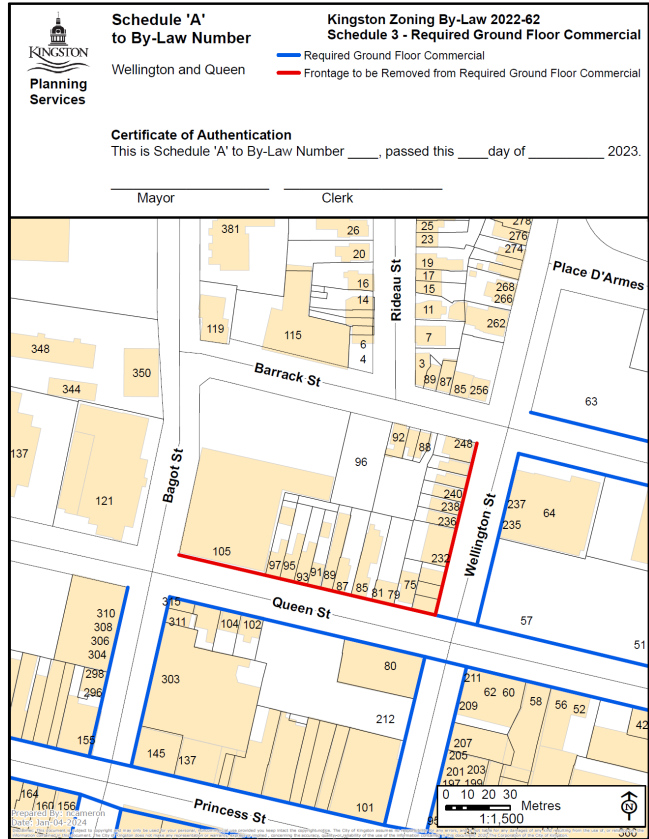 KINGSTON
Planning
Services
Schedule 'A'
to By-Law Number
Wellington and Queen
Kingston Zoning By-Law 2022-62
Schedule 3 - Required Ground Floor Commercial
Required Ground Floor Commercial
Frontage to be Removed from Required Ground Floor Commercial
Certificate of Authentication
This is Schedule 'A' to By-Law Number ____, passed this ____day of __________ 2023.
Mayor Clerk
381
26
20
16
14
6
4
119
115
Rideau St
25
23
19
17
15
11
7
3
89 87 85 256
278
276
274
268
266
262
Place D'Armes
63
348
350
344
Barrack St
137
121
Bagot St
92 88 248
96
240
238
236
232
Wellington St
237
235
64
105
97 95 93 91 89 87 85 81 79 75
Queen St
57
51
310
308
306
304
298
296
155
315
311
104 102
303
80
212
145 137
101
211
209
62 60
58 56 52
42
207
205
201 203
197 199
Princess St
164
160 156
95
0 10 20 30
Metres
1:1,500
N
Prepared By: ncameron
Date: Jan-04-2024